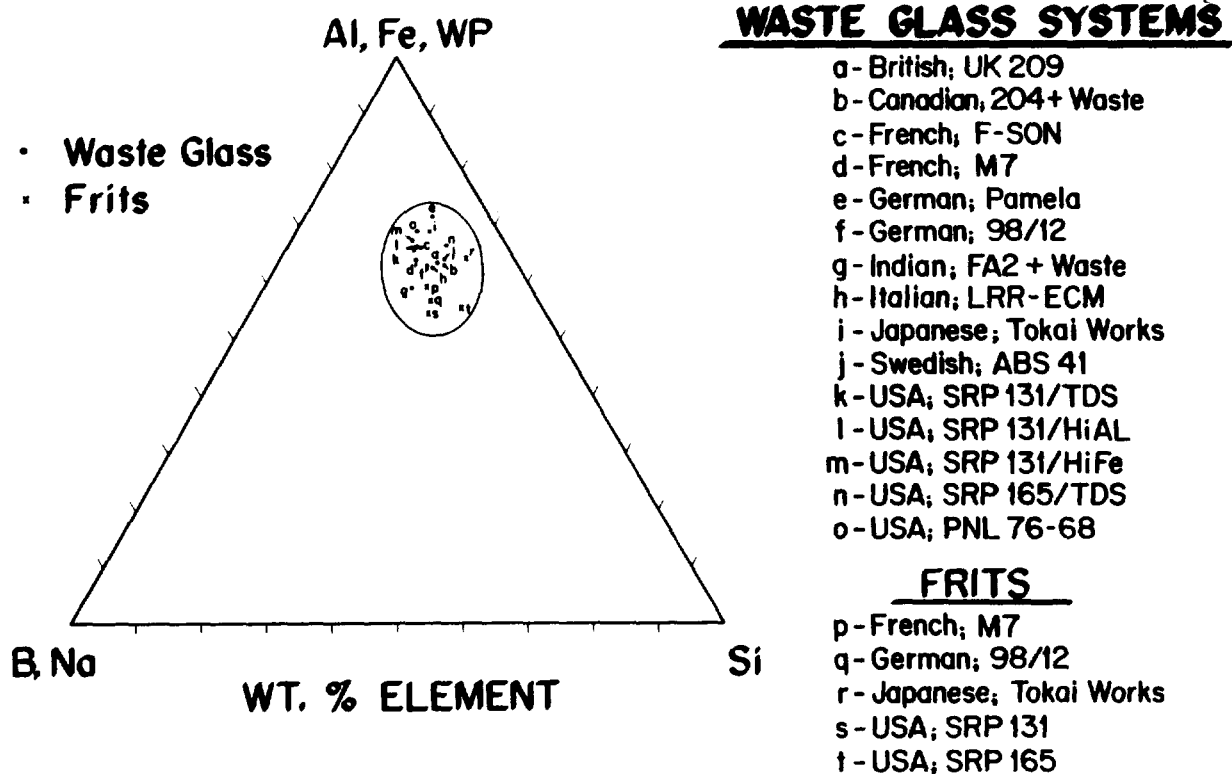 Al, Fe, WP
· Waste Glass
× Frits
B, Na
Si
WT. % ELEMENT
WASTE GLASS SYSTEMS
a - British; UK 209
b - Canadian; 204 + Waste
c - French; F-SON
d - French; M7
e - German; Pamela
f - German; 98/12
g - Indian; FA2 + Waste
h - Italian; LRR-ECM
i - Japanese; Tokai Works
j - Swedish; ABS 41
k - USA; SRP 131/TDS
l - USA; SRP 131/HiAL
m - USA; SRP 131/HiFe
n - USA; SRP 165/TDS
o - USA; PNL 76-68
FRITS
p - French; M7
q - German; 98/12
r - Japanese; Tokai Works
s - USA; SRP 131
t - USA; SRP 165